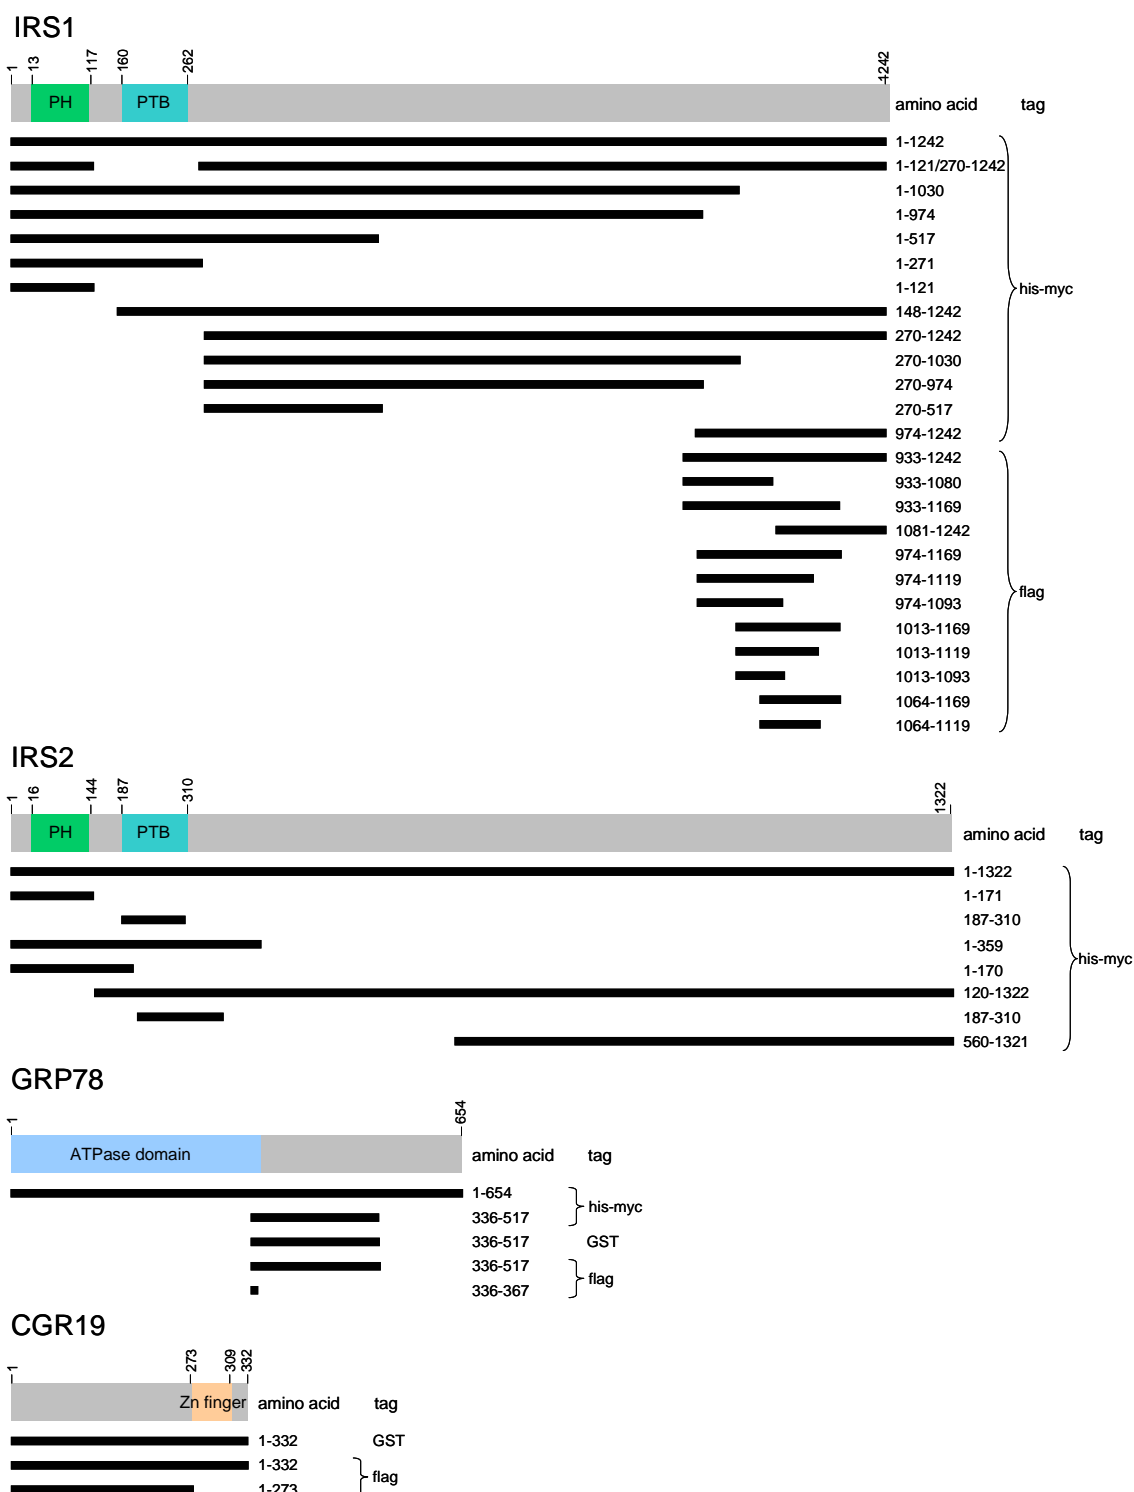 IRS1
1 13 117 160 262 1242
PH PTB amino acid tag
1-1242
1-121/270-1242
1-1030
1-974
1-517
1-271
1-121
his-myc
148-1242
270-1242
270-1030
270-974
270-517
974-1242
933-1242
933-1080
933-1169
1081-1242
974-1169
974-1119
flag
974-1093
1013-1169
1013-1119
1013-1093
1064-1169
1064-1119
IRS2
1 16 144 187 310 1322
PH PTB amino acid tag
1-1322
1-171
187-310
1-359
his-myc
1-170
120-1322
187-310
560-1321
GRP78
1 654
ATPase domain amino acid tag
1-654
his-myc
336-517
336-517 GST
336-517
flag
336-367
CGR19
1 273 309 332
Zn finger amino acid tag
1-332 GST
1-332
flag
1-273